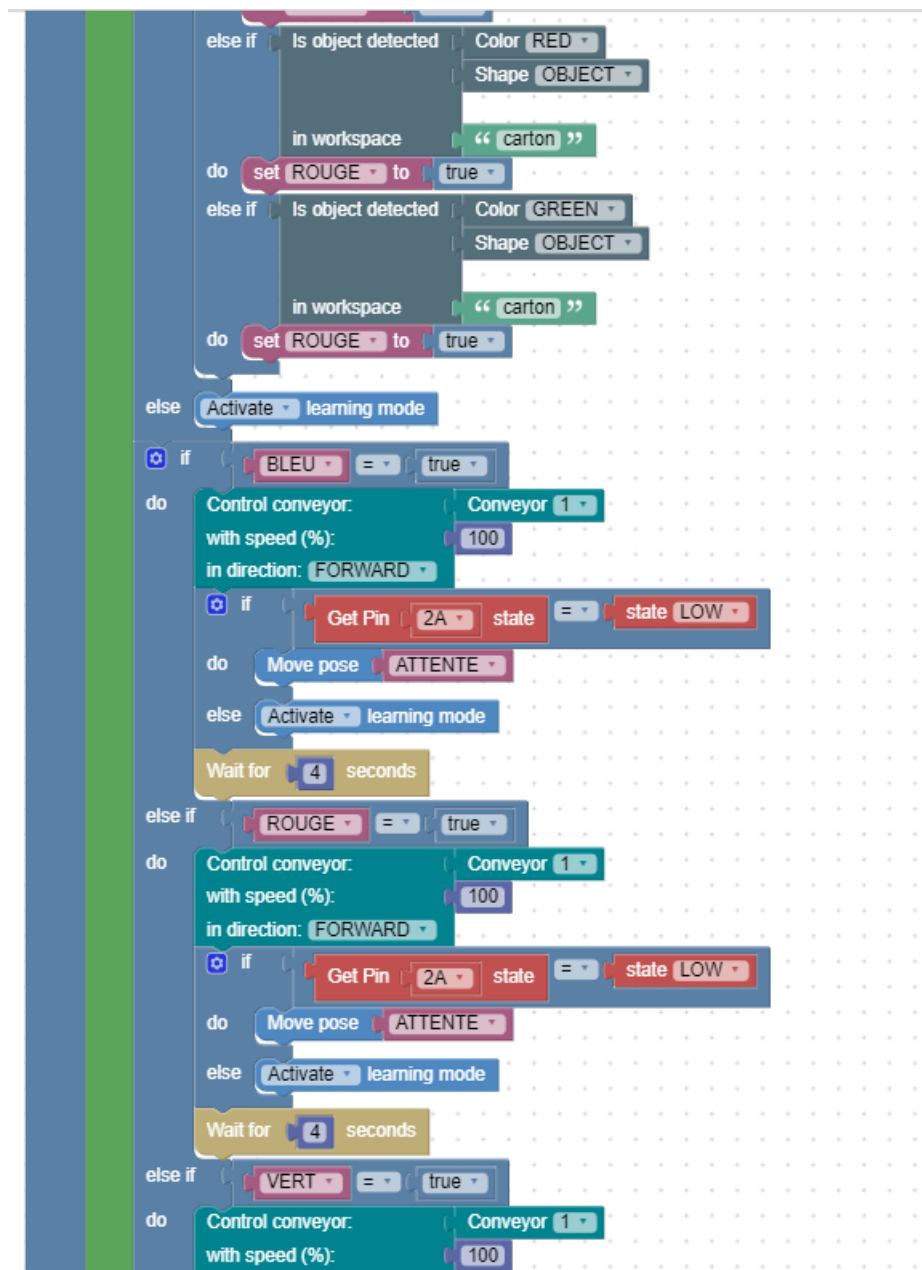 else if Is object detected Color RED
Shape OBJECT
in workspace “ carton ”
do set ROUGE to true
else if Is object detected Color GREEN
Shape OBJECT
in workspace “ carton ”
do set ROUGE to true
else Activate learning mode
if BLEU = true
do Control conveyor: Conveyor 1
with speed (%): 100
in direction: FORWARD
if Get Pin 2A state = state LOW
do Move pose ATTENTE
else Activate learning mode
Wait for 4 seconds
else if ROUGE = true
do Control conveyor: Conveyor 1
with speed (%): 100
in direction: FORWARD
if Get Pin 2A state = state LOW
do Move pose ATTENTE
else Activate learning mode
Wait for 4 seconds
else if VERT = true
do Control conveyor: Conveyor 1
with speed (%): 100